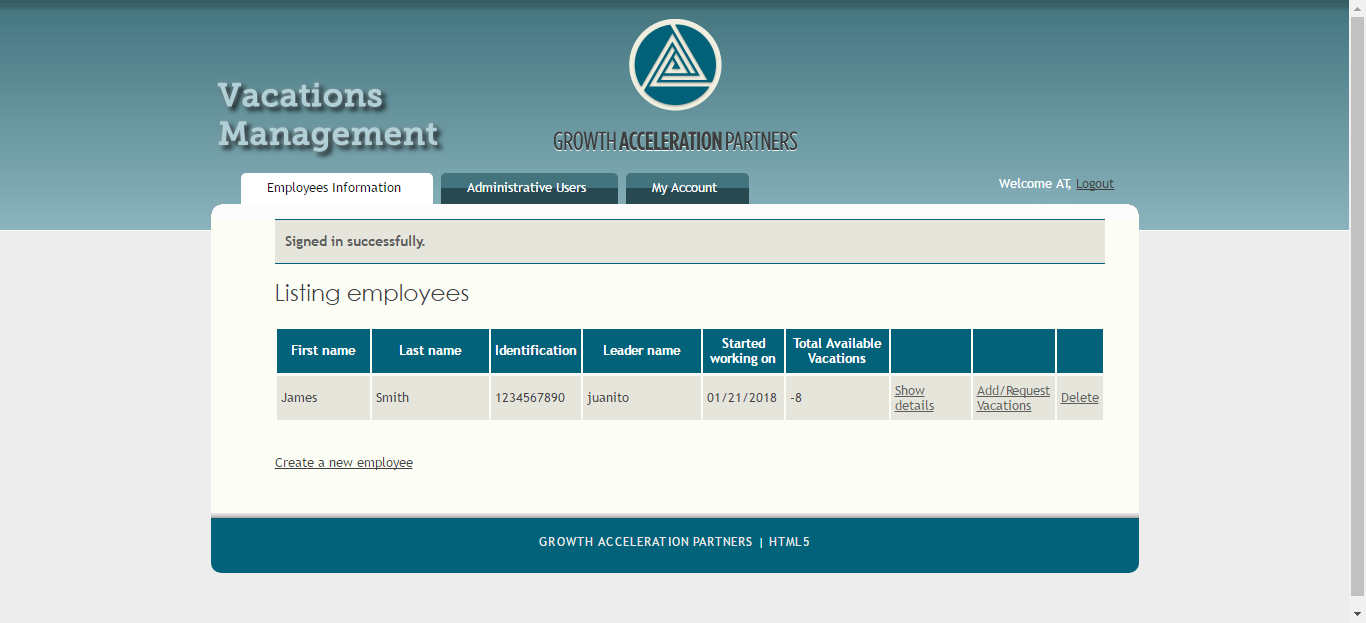 Vacations
Management
GROWTH ACCELERATION PARTNERS
Employees Information
Administrative Users
My Account
Welcome AT, Logout
Signed in successfully.
Listing employees
First name Last name Identification Leader name Started working on Total Available Vacations
James Smith 1234567890 juanito 01/21/2018 -8 Show details Add/Request Vacations Delete
Create a new employee
GROWTH ACCELERATION PARTNERS | HTML5